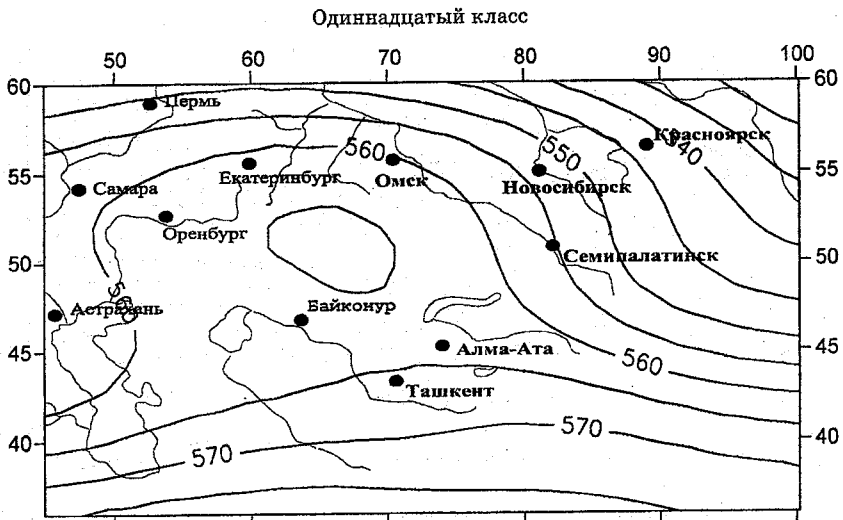 Одиннадцатый класс
50 60 70 80 90 100
60 60
Пермь
Красноярск
550
540
560
55 Екатеринбург Омск Новосибирск 55
Самара
Оренбург
50 Семипалатинск 50
Астрахань
560
Байконур
45 Алма-Ата 45
560
Ташкент
40 570 570 40